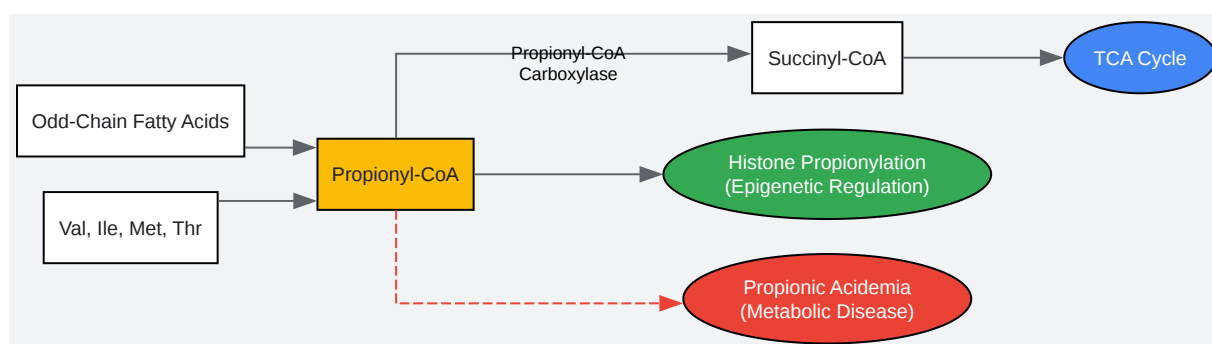 Propionyl-CoA
Carboxylase
Succinyl-CoA
TCA Cycle
Odd-Chain Fatty Acids
Propionyl-CoA
Histone Propionylation
(Epigenetic Regulation)
Val, Ile, Met, Thr
Propionic Acidemia
(Metabolic Disease)